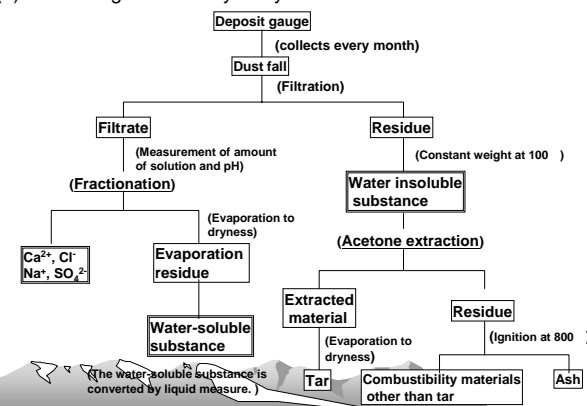 Deposit gauge
(collects every month)
Dust fall
(Filtration)
Filtrate
Residue
(Measurement of amount
of solution and pH)
(Constant weight at 100 )
(Fractionation)
Water insoluble
substance
(Evaporation to
dryness)
(Acetone extraction)
Ca²⁺, Cl⁻
Na⁺, SO₄²⁻
Evaporation
residue
Extracted
material
Residue
Water-soluble
substance
(Evaporation to
dryness)
(Ignition at 800 )
(The water-soluble substance is
converted by liquid measure. )
Tar
Combustibility materials
other than tar
Ash